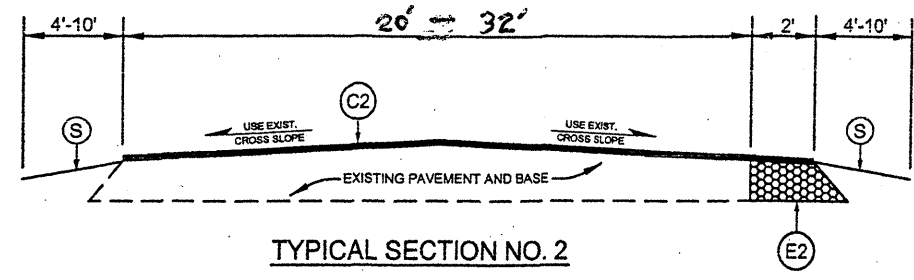 4'-10' 20' - 32' 2' 4'-10'
C2
S USE EXIST. CROSS SLOPE USE EXIST. CROSS SLOPE S
EXISTING PAVEMENT AND BASE
TYPICAL SECTION NO. 2
E2